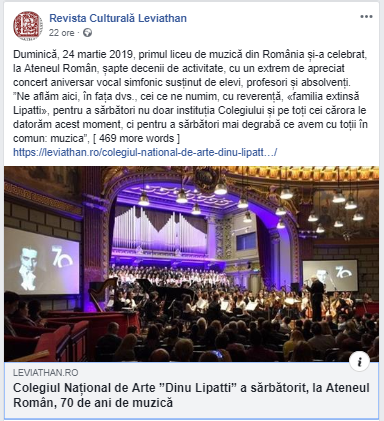 Revista Culturală Leviathan
22 ore ·
Duminică, 24 martie 2019, primul liceu de muzică din România și-a celebrat,
la Ateneul Român, șapte decenii de activitate, cu un extrem de apreciat
concert aniversar vocal simfonic susținut de elevi, profesori și absolvenți.
"Ne aflăm aici, în fața dvs., cei ce ne numim, cu reverență, «familia extinsă
Lipatti», pentru a sărbători nu doar instituția Colegiului și pe toți cei cărora le
datorăm acest moment, ci pentru a sărbători mai degrabă ce avem cu toții în
comun: muzica", [ 469 more words ]
https://leviathan.ro/colegiul-national-de-arte-dinu-lipatt…/
70
70
i
LEVIATHAN.RO
Colegiul Național de Arte "Dinu Lipatti" a sărbătorit, la Ateneul
Român, 70 de ani de muzică